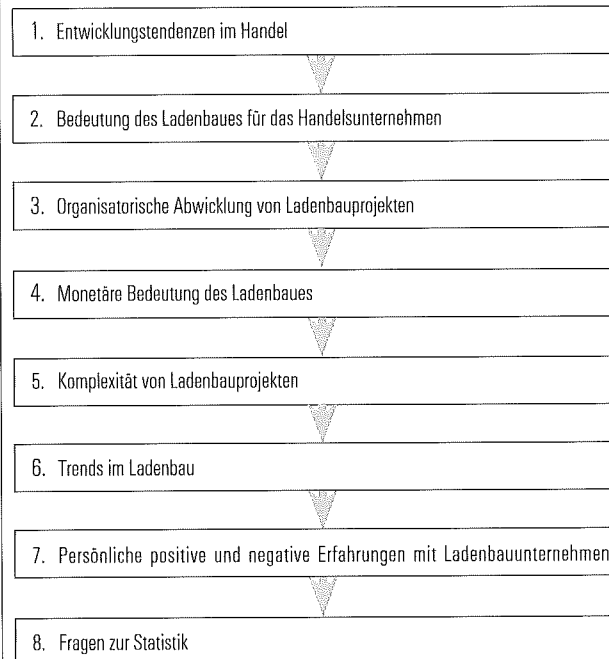 1. Entwicklungstendenzen im Handel
2. Bedeutung des Ladenbaues für das Handelsunternehmen
3. Organisatorische Abwicklung von Ladenbauprojekten
4. Monetäre Bedeutung des Ladenbaues
5. Komplexität von Ladenbauprojekten
6. Trends im Ladenbau
7. Persönliche positive und negative Erfahrungen mit Ladenbauunternehmen
8. Fragen zur Statistik